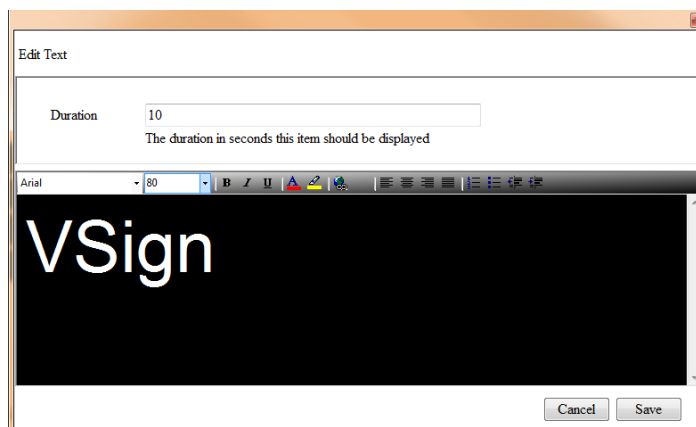 Edit Text
Duration 10
The duration in seconds this item should be displayed
Arial 80 B I U A
VSign
Cancel Save